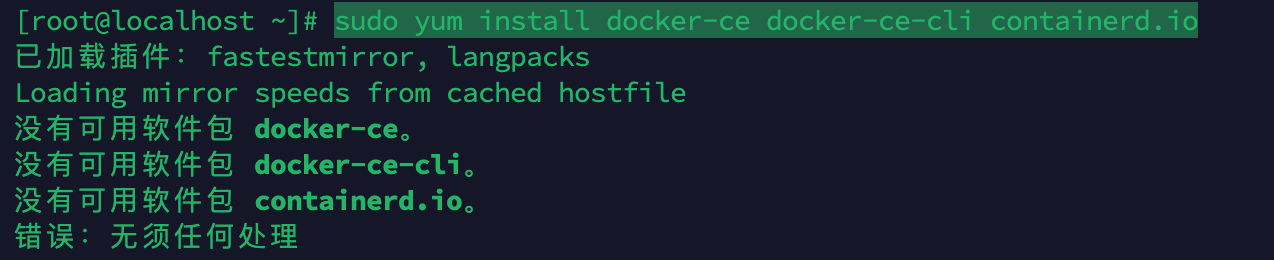 [root@localhost ~]# sudo yum install docker-ce docker-ce-cli containerd.io
已加载插件：fastestmirror, langpacks
Loading mirror speeds from cached hostfile
没有可用软件包 docker-ce。
没有可用软件包 docker-ce-cli。
没有可用软件包 containerd.io。
错误：无须任何处理